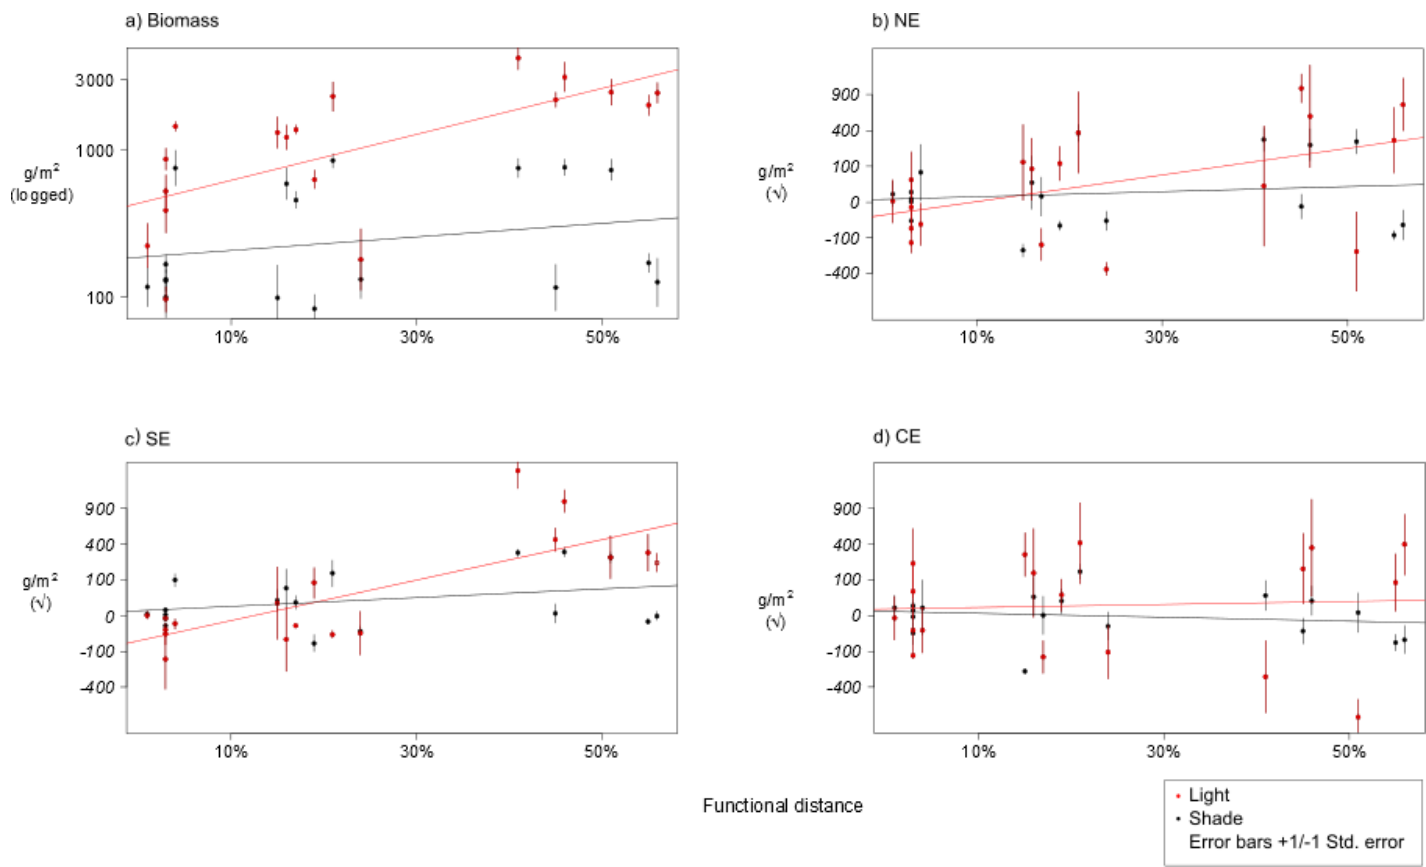 a) Biomass
3000
1000
g/m²
(logged)
100
10%
30%
50%
b) NE
900
400
g/m²
100
(√)
0
-100
-400
10%
30%
50%
c) SE
900
400
g/m²
100
(√)
0
-100
-400
10%
30%
50%
d) CE
900
400
g/m²
100
(√)
0
-100
-400
10%
30%
50%
Functional distance
Light
Shade
Error bars +1/-1 Std. error